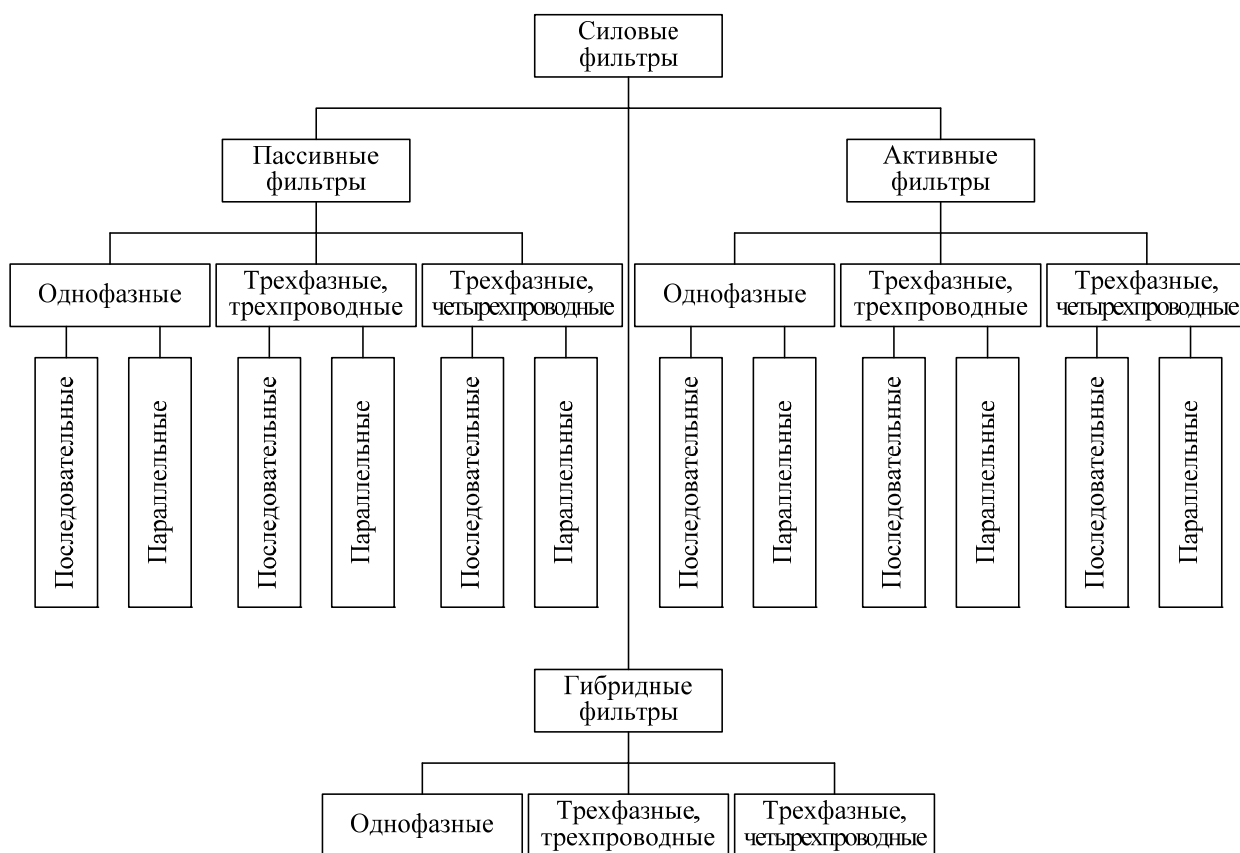 Силовые
фильтры
Пассивные
фильтры
Активные
фильтры
Однофазные
Трехфазные,
трехпроводные
Трехфазные,
четырехпроводные
Однофазные
Трехфазные,
трехпроводные
Трехфазные,
четырехпроводные
Последовательные
Параллельные
Последовательные
Параллельные
Последовательные
Параллельные
Последовательные
Параллельные
Последовательные
Параллельные
Последовательные
Параллельные
Гибридные
фильтры
Однофазные
Трехфазные,
трехпроводные
Трехфазные,
четырехпроводные